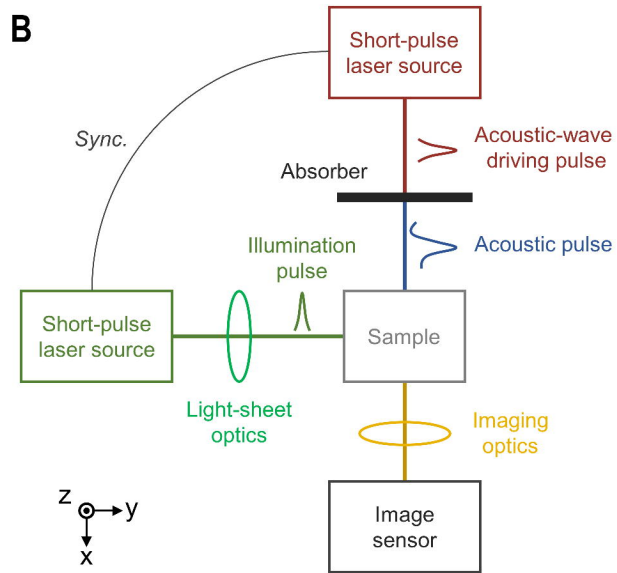 B
Short-pulse
laser source
Sync.
Acoustic-wave
driving pulse
Absorber
Illumination
pulse
Acoustic pulse
Short-pulse
laser source
Sample
Light-sheet
optics
Imaging
optics
z
y
x
Image
sensor